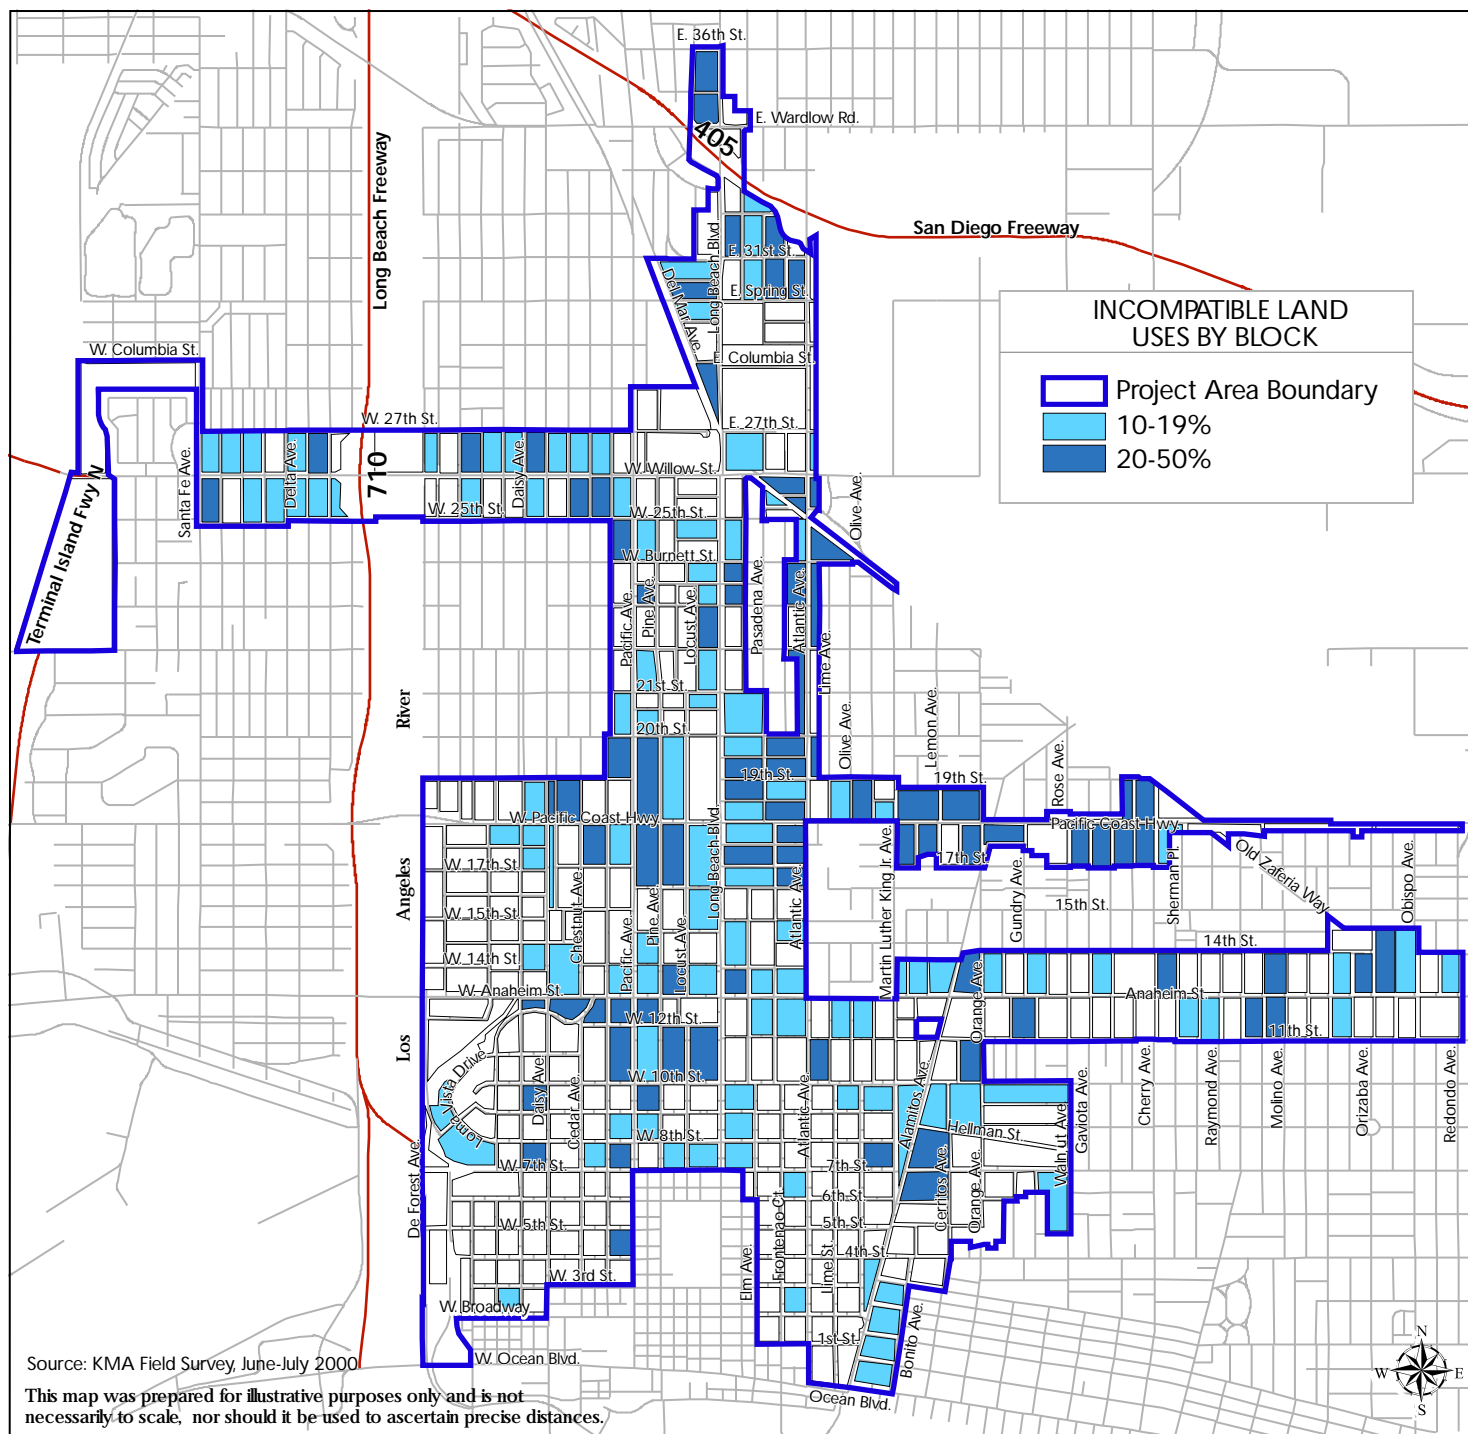 E. 36th St.
E. Wardlow Rd.
405
Long Beach Freeway
San Diego Freeway
Long Beach Blvd.
E. 31st St.
Del Mar Ave.
E. Spring St.
INCOMPATIBLE LAND
USES BY BLOCK
Project Area Boundary
10-19%
20-50%
W. Columbia St.
E. Columbia St.
W. 27th St.
E. 27th St.
Santa Fe Ave.
Delta Ave.
710
Daisy Ave.
W. Willow St.
Terminal Island Fwy N
W. 25th St.
W. 25th St.
Olive Ave.
W. Burnett St.
Pacific Ave.
Pine Ave.
Locust Ave.
Pasadena Ave.
Atlantic Ave.
Lime Ave.
21st St.
River
20th St.
Olive Ave.
Lemon Ave.
Rose Ave.
19th St.
19th St.
W. Pacific Coast Hwy
Pacific Coast Hwy
Long Beach Blvd.
Martin Luther King Jr. Ave.
W. 17th St.
17th St.
Old Zaferia Way
Angeles
Chestnut Ave.
Pacific Ave.
Pine Ave.
Locust Ave.
Atlantic Ave.
Gundry Ave.
15th St.
Sherman Pl.
Obispo Ave.
W. 15th St.
W. 14th St.
14th St.
W. Anaheim St.
Orange Ave.
Anaheim St.
W. 12th St.
11th St.
Los
Loma Vista Drive
Daisy Ave.
Cedar Ave.
W. 10th St.
Atlantic Ave.
Alamitos Ave.
Walnut Ave.
Gaviota Ave.
Cherry Ave.
Raymond Ave.
Molino Ave.
Orizaba Ave.
Redondo Ave.
W. 8th St.
Hellman St.
De Forest Ave.
W. 7th St.
7th St.
Cerritos Ave.
Orange Ave.
6th St.
W. 5th St.
5th St.
Elm Ave.
Frontenac Ct.
Lime St.
4th St.
W. 3rd St.
W. Broadway
Bonito Ave.
1st St.
W. Ocean Blvd.
Ocean Blvd.
N
W
E
S
Source: KMA Field Survey, June-July 2000
This map was prepared for illustrative purposes only and is not
necessarily to scale, nor should it be used to ascertain precise distances.